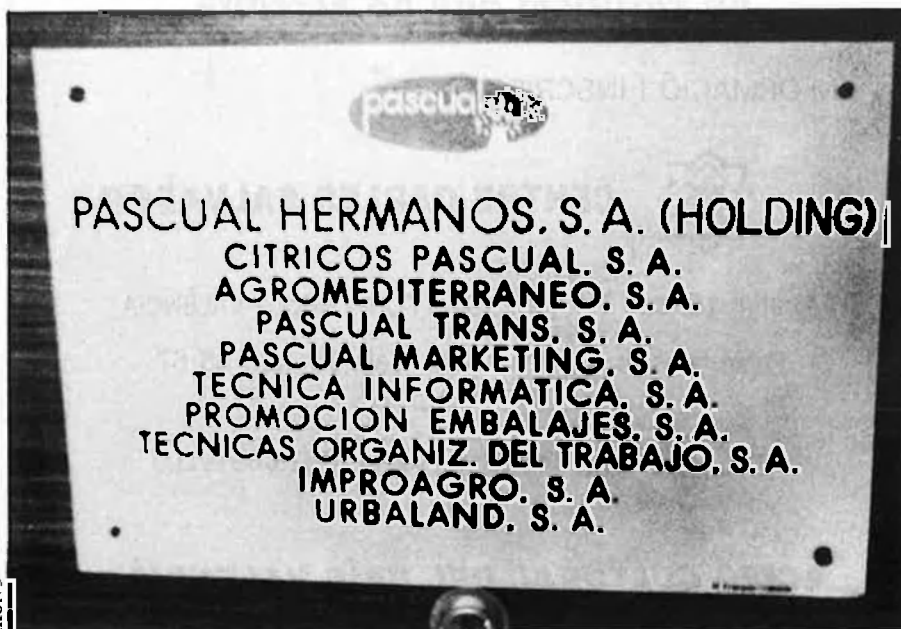 pascual
PASCUAL HERMANOS, S. A. (HOLDING)
CITRICOS PASCUAL, S. A.
AGROMEDITERRANEO, S. A.
PASCUAL TRANS, S. A.
PASCUAL MARKETING, S. A.
TECNICA INFORMATICA, S. A.
PROMOCION EMBALAJES, S. A.
TECNICAS ORGANIZ. DEL TRABAJO, S. A.
IMPROAGRO, S. A.
URBALAND, S. A.